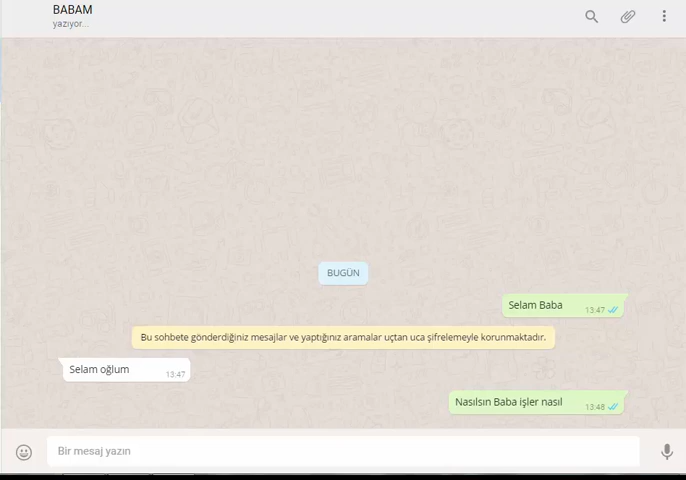 BABAM
yazıyor...
BUGÜN
Selam Baba
13:47
Bu sohbete gönderdiğiniz mesajlar ve yaptığınız aramalar uçtan uca şifrelemeyle korunmaktadır.
Selam oğlum
13:47
Nasılsın Baba işler nasıl
13:48
Bir mesaj yazın